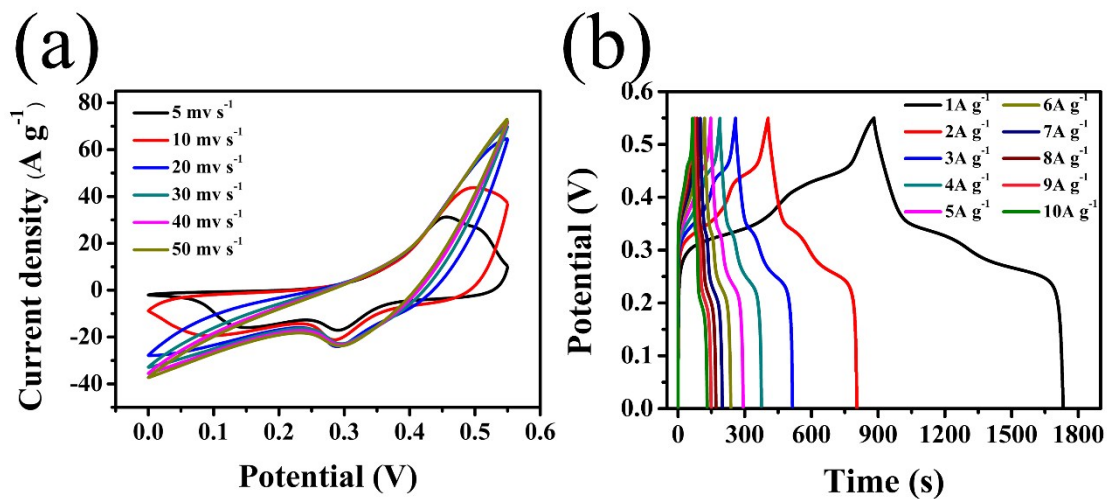 (a)
80
60
40
20
0
-20
-40
Current density (A g⁻¹)
5 mv s⁻¹
10 mv s⁻¹
20 mv s⁻¹
30 mv s⁻¹
40 mv s⁻¹
50 mv s⁻¹
0.0 0.1 0.2 0.3 0.4 0.5 0.6
Potential (V)
(b)
0.6
0.5
0.4
0.3
0.2
0.1
0.0
Potential (V)
1A g⁻¹ 6A g⁻¹
2A g⁻¹ 7A g⁻¹
3A g⁻¹ 8A g⁻¹
4A g⁻¹ 9A g⁻¹
5A g⁻¹ 10A g⁻¹
0 300 600 900 1200 1500 1800
Time (s)